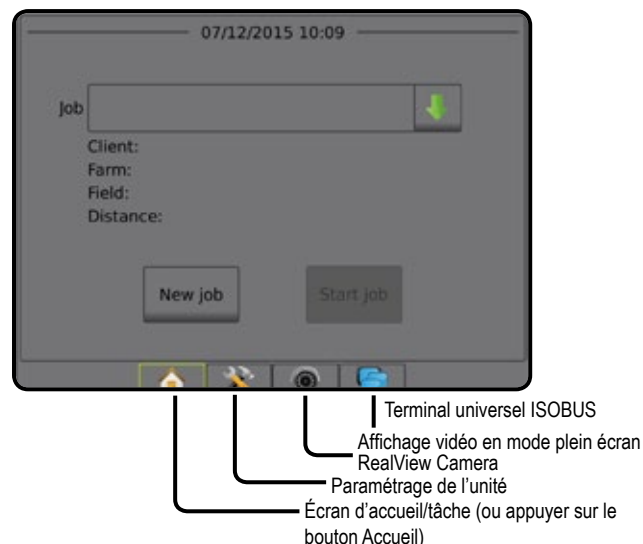 07/12/2015 10:09
Job
Client:
Farm:
Field:
Distance:
New job
Start job
Terminal universel ISOBUS
Affichage vidéo en mode plein écran
RealView Camera
Paramétrage de l’unité
Écran d’accueil/tâche (ou appuyer sur le
bouton Accueil)